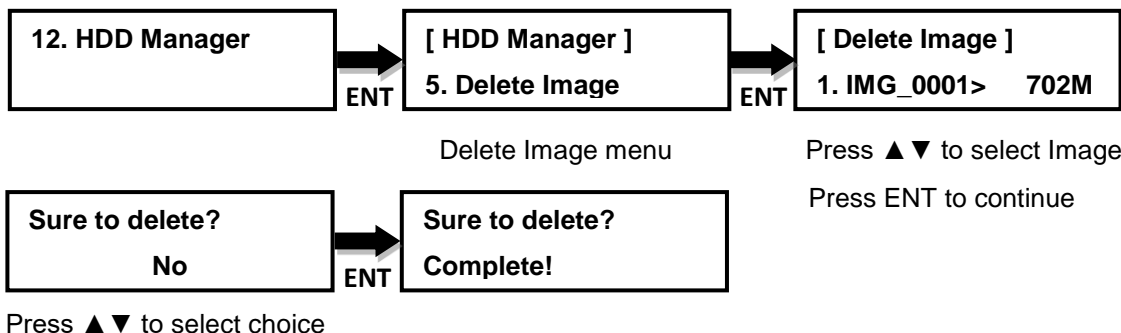 12. HDD Manager
ENT
[ HDD Manager ]
5. Delete Image
ENT
[ Delete Image ]
1. IMG_0001> 702M
Delete Image menu
Press ▲▼ to select Image
Press ENT to continue
Sure to delete?
No
ENT
Sure to delete?
Complete!
Press ▲▼ to select choice